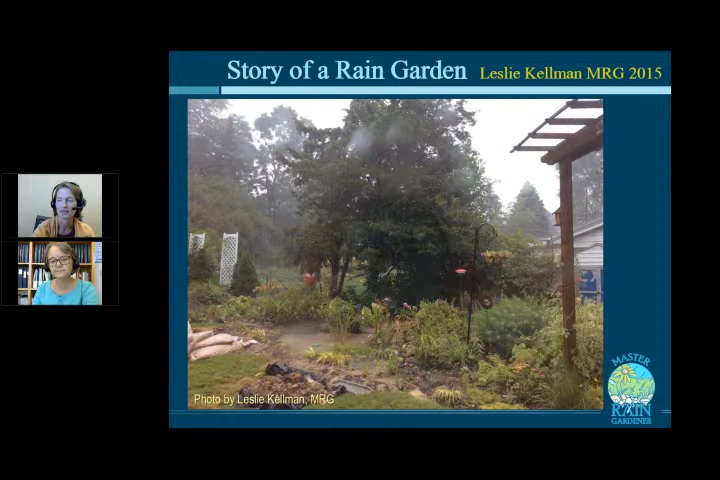 Story of a Rain Garden Leslie Kellman MRG 2015
Photo by Leslie Kellman, MRG
MASTER
RAIN
GARDENER